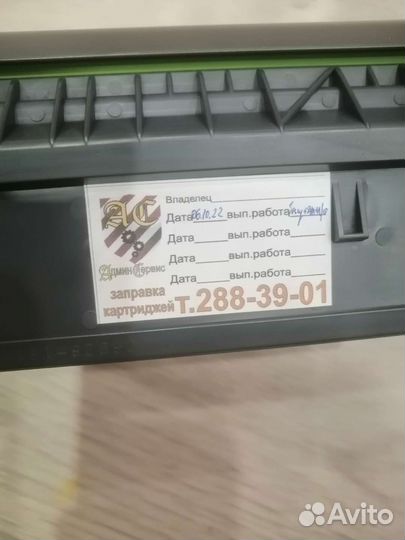 АС
Админ Сервис
заправка
картриджей
Владелец
Дата 26.10.22 вып.работа
Дата вып.работа
Дата вып.работа
Дата вып.работа
Т.288-39-01
Avito